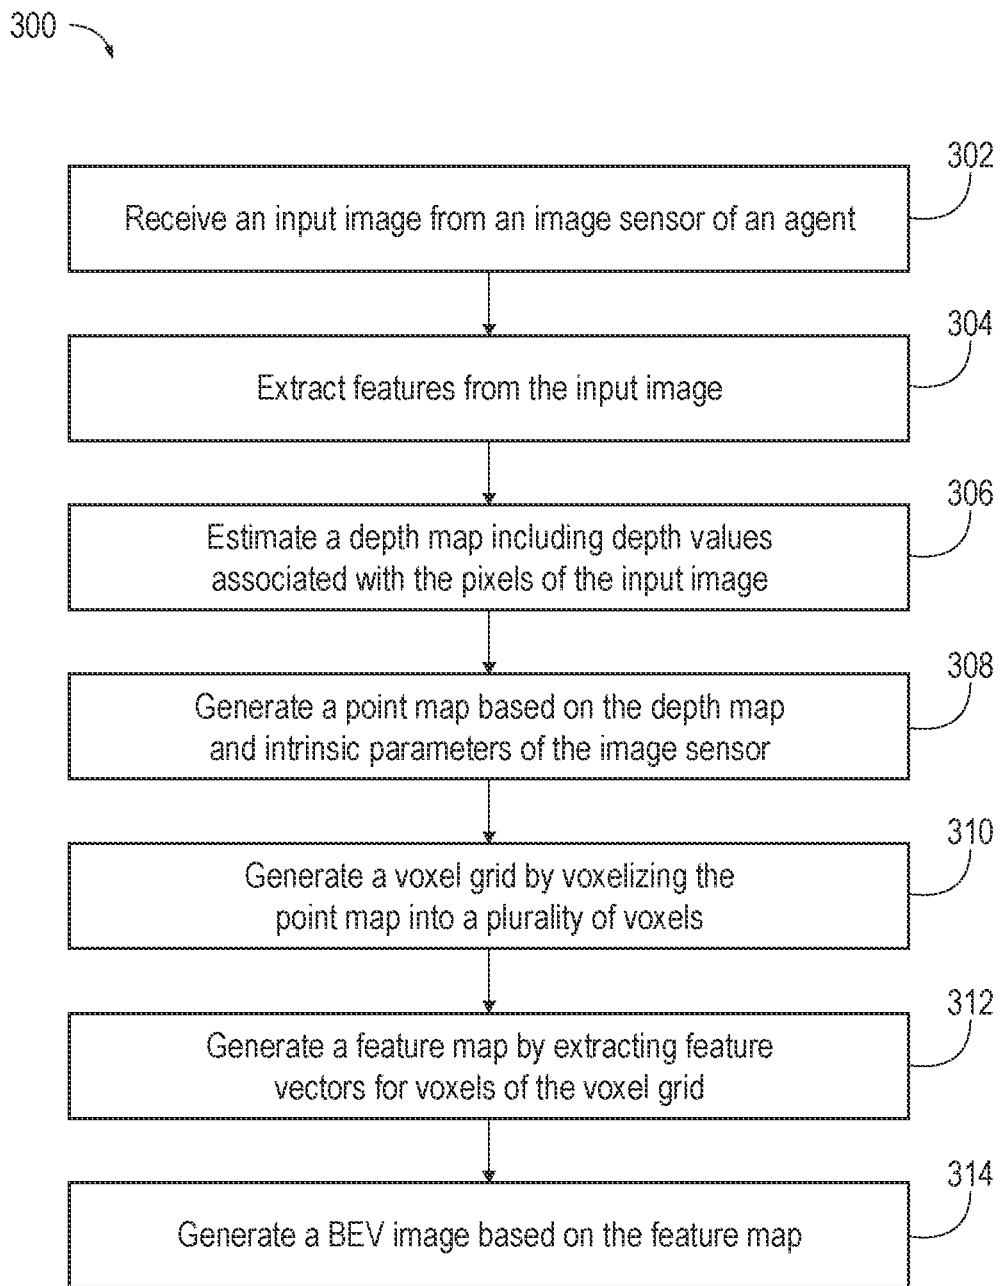 300
302
Receive an input image from an image sensor of an agent
304
Extract features from the input image
306
Estimate a depth map including depth values
associated with the pixels of the input image
308
Generate a point map based on the depth map
and intrinsic parameters of the image sensor
310
Generate a voxel grid by voxelizing the
point map into a plurality of voxels
312
Generate a feature map by extracting feature
vectors for voxels of the voxel grid
314
Generate a BEV image based on the feature map